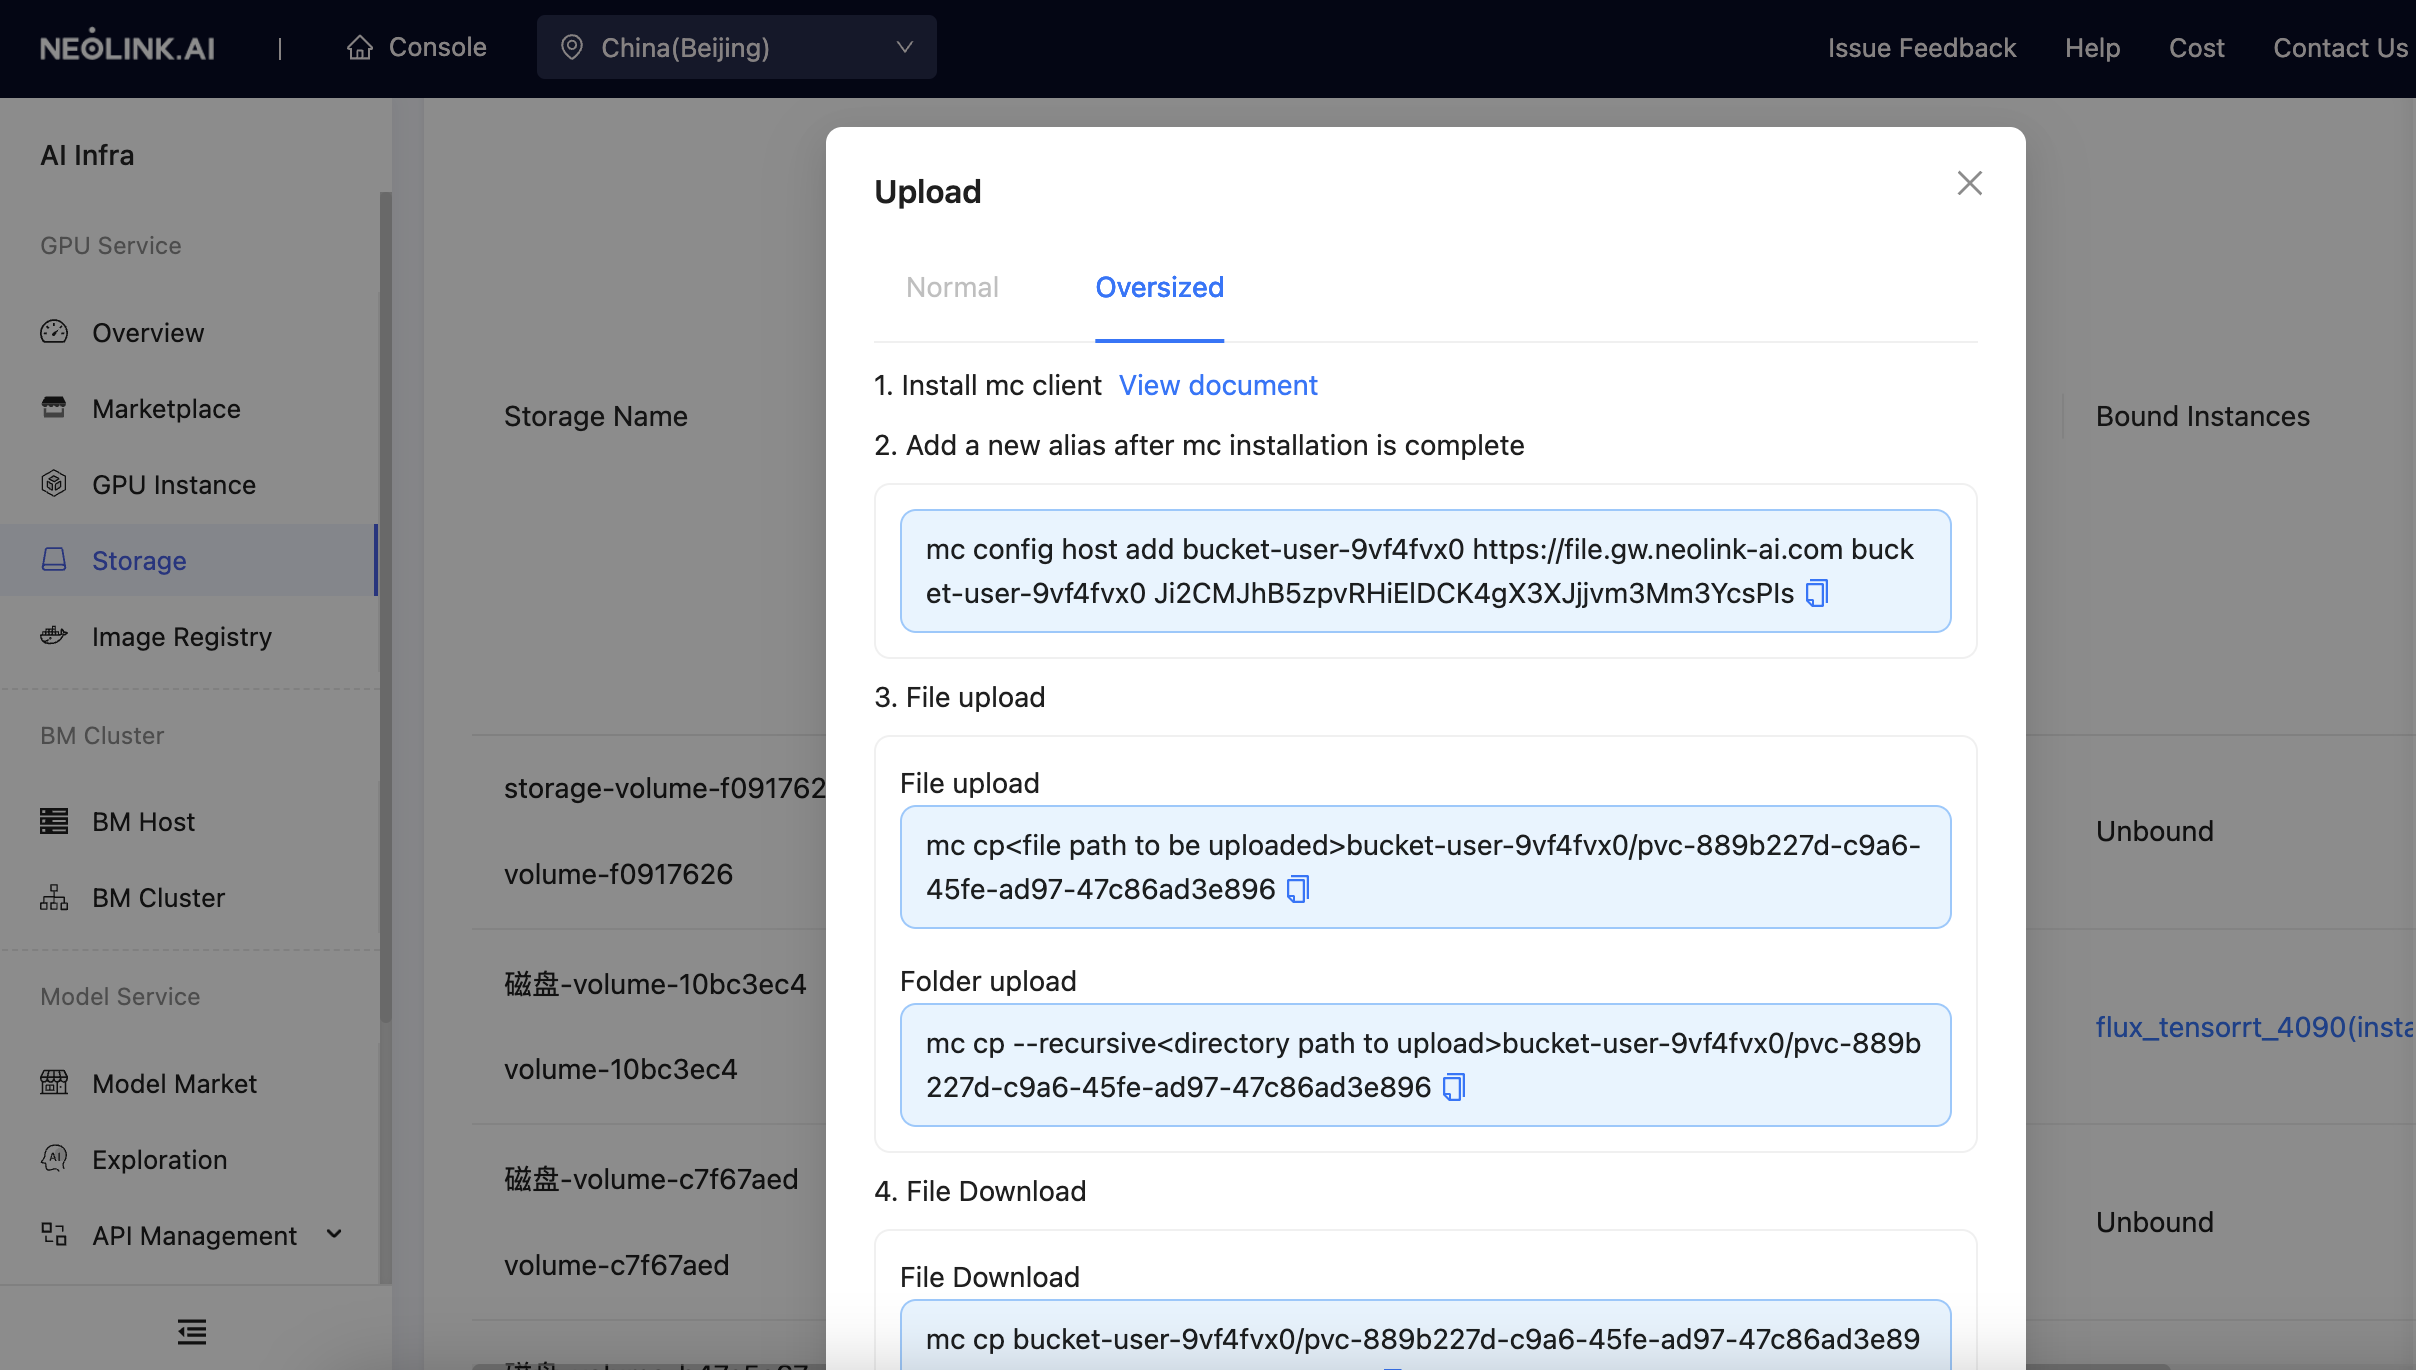 NEOLINK.AI | Console China(Beijing) Issue Feedback Help Cost Contact Us
AI Infra
GPU Service
Overview
Marketplace
GPU Instance
Storage
Image Registry
BM Cluster
BM Host
BM Cluster
Model Service
Model Market
Exploration
API Management
Storage Name
Bound Instances
storage-volume-f091762
volume-f0917626
Unbound
磁盘-volume-10bc3ec4
volume-10bc3ec4
flux_tensorrt_4090(insta
磁盘-volume-c7f67aed
volume-c7f67aed
Unbound
Upload
Normal Oversized
1. Install mc client View document
2. Add a new alias after mc installation is complete
mc config host add bucket-user-9vf4fvx0 https://file.gw.neolink-ai.com buck
et-user-9vf4fvx0 Ji2CMJhB5zpvRHiElDCK4gX3XJjjvm3Mm3YcsPIs
3. File upload
File upload
mc cp<file path to be uploaded>bucket-user-9vf4fvx0/pvc-889b227d-c9a6-
45fe-ad97-47c86ad3e896
Folder upload
mc cp --recursive<directory path to upload>bucket-user-9vf4fvx0/pvc-889b
227d-c9a6-45fe-ad97-47c86ad3e896
4. File Download
File Download
mc cp bucket-user-9vf4fvx0/pvc-889b227d-c9a6-45fe-ad97-47c86ad3e89